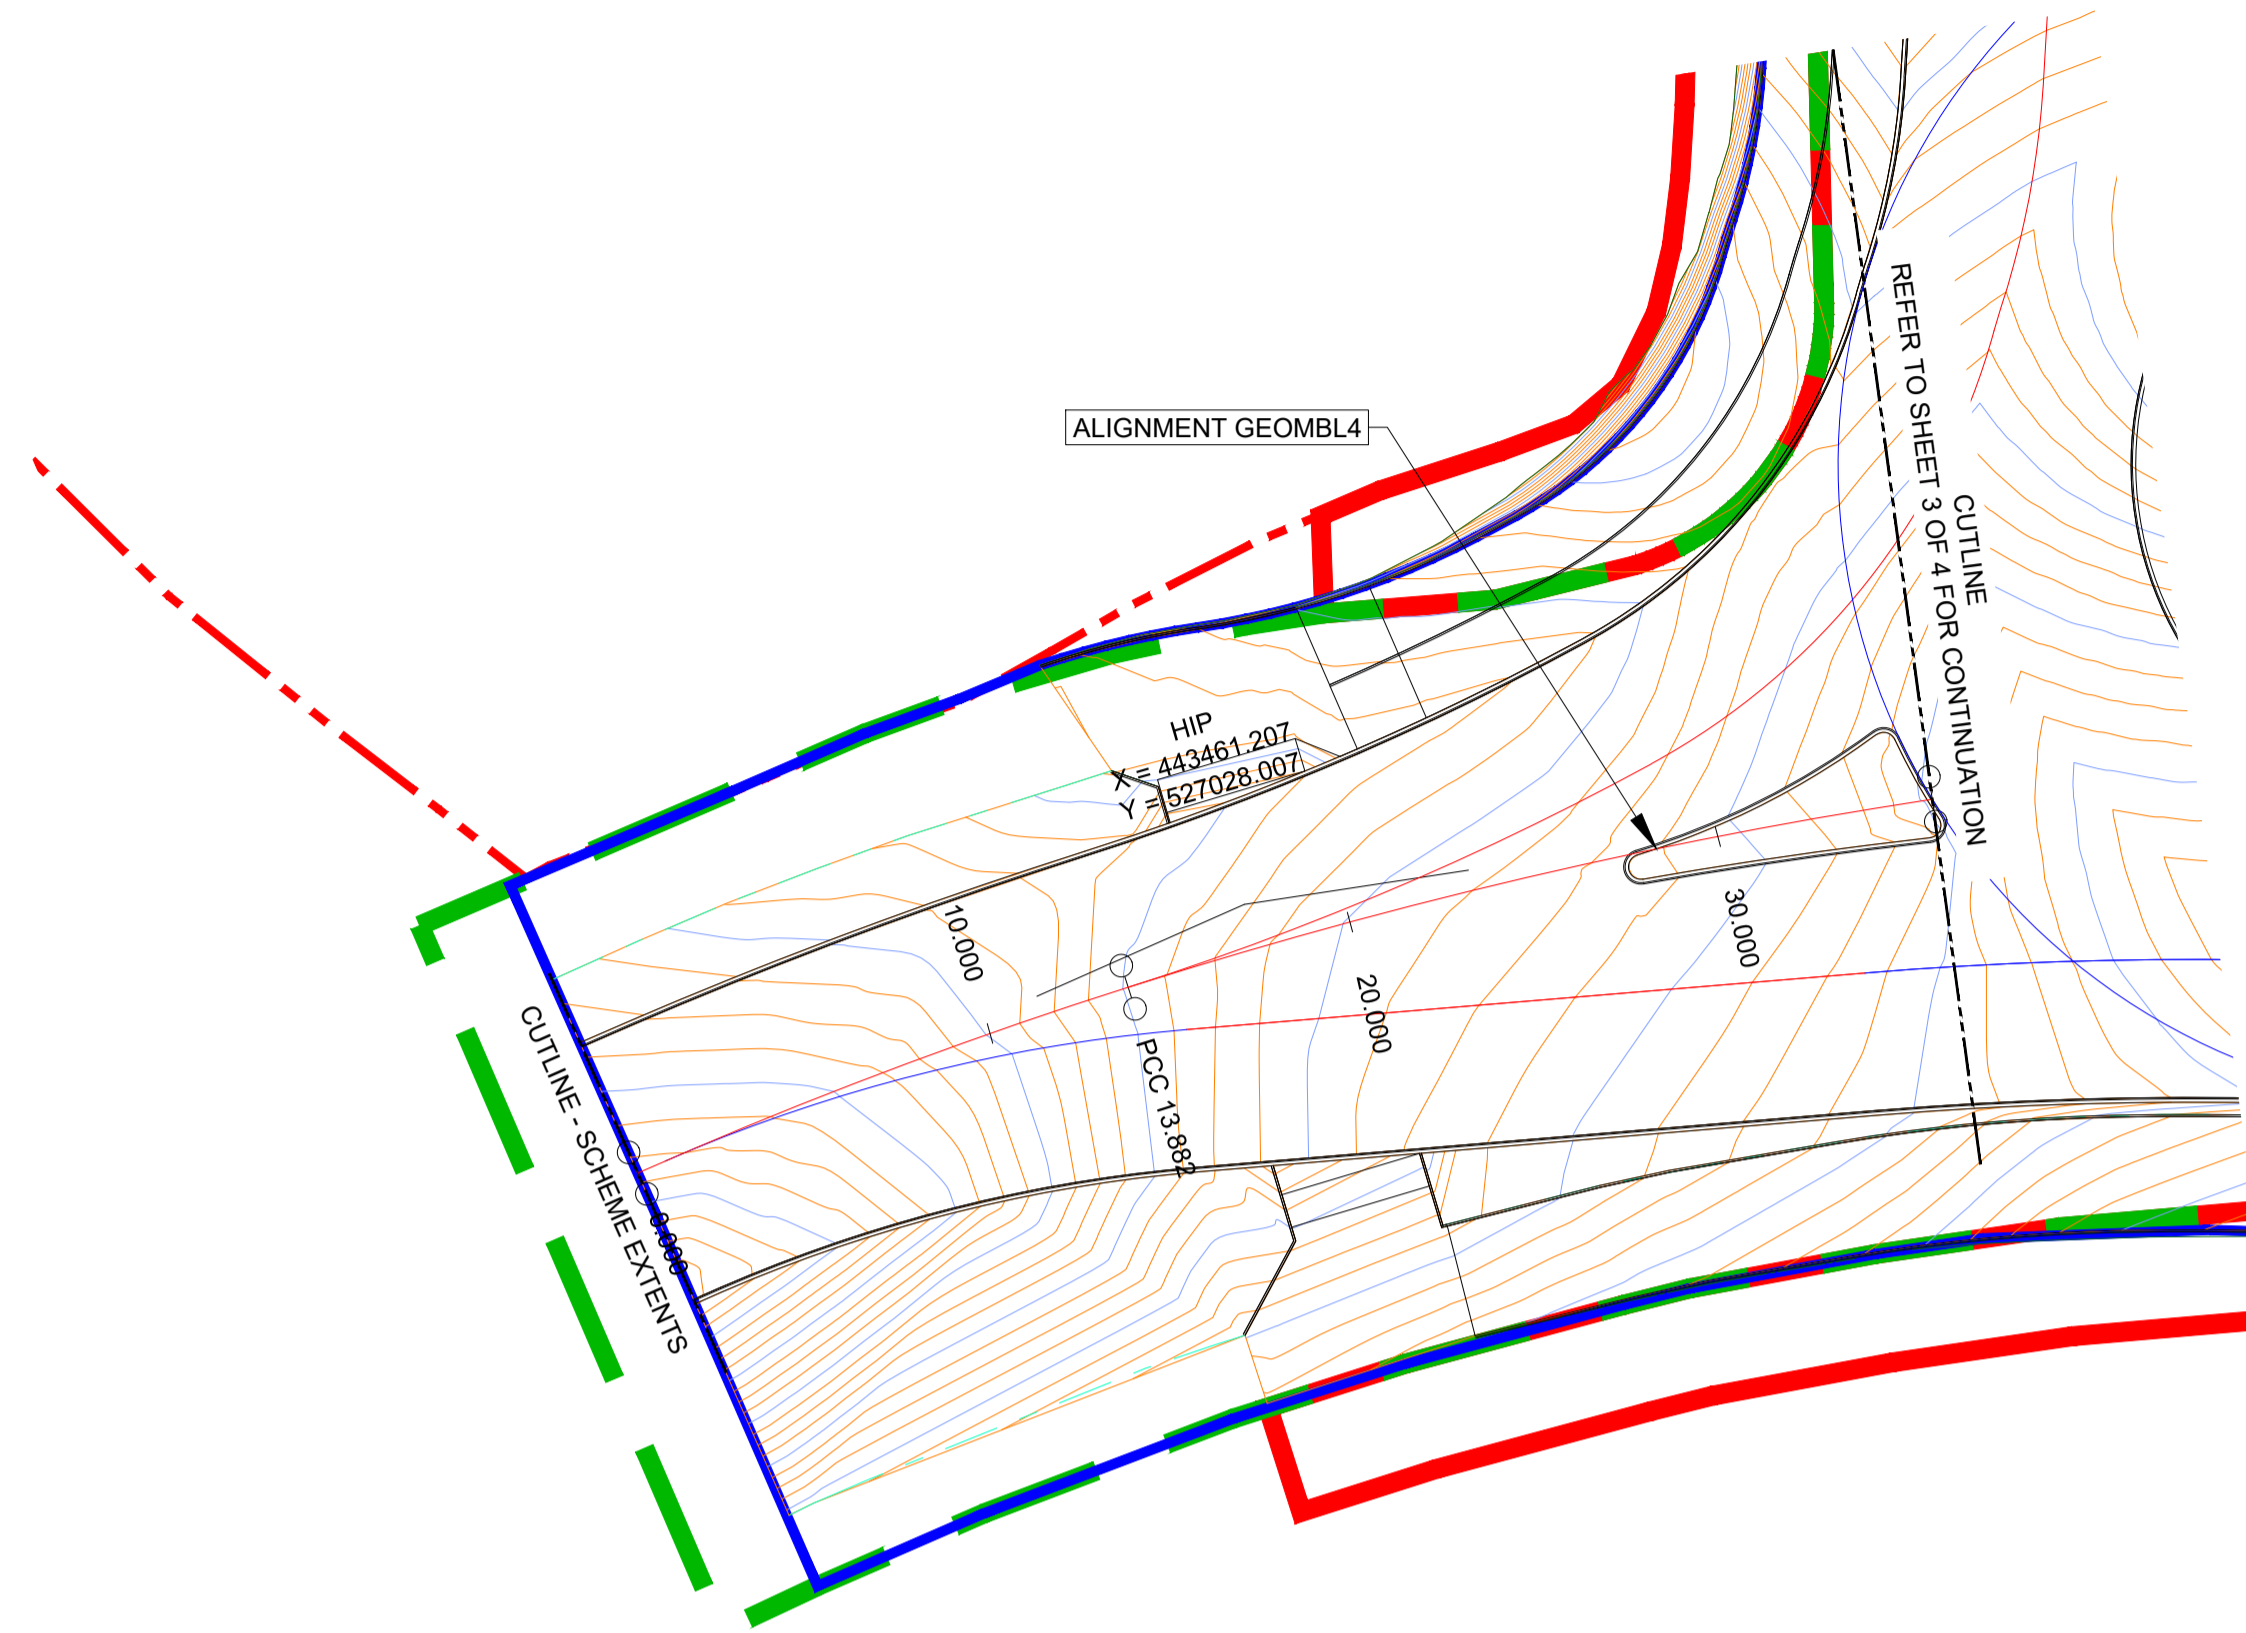 ALIGNMENT GEOMBL4
CUTLINE
REFER TO SHEET 3 OF 4 FOR CONTINUATION
HIP
X = 443461.207
Y = 527028.007
10.000
20.000
30.000
PCC 13.882
CUTLINE - SCHEME EXTENTS